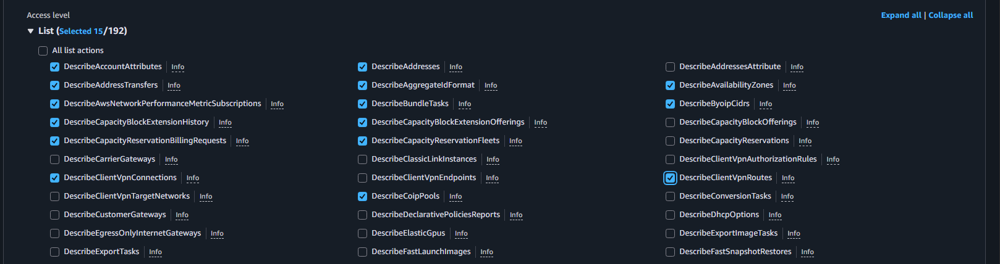 Access level Expand all | Collapse all
List (Selected 15/192)
All list actions
DescribeAccountAttributes Info DescribeAddresses Info DescribeAddressesAttribute Info
DescribeAddressTransfers Info DescribeAggregateIdFormat Info DescribeAvailabilityZones Info
DescribeAwsNetworkPerformanceMetricSubscriptions Info DescribeBundleTasks Info DescribeByoipCidrs Info
DescribeCapacityBlockExtensionHistory Info DescribeCapacityBlockExtensionOfferings Info DescribeCapacityBlockOfferings Info
DescribeCapacityReservationBillingRequests Info DescribeCapacityReservationFleets Info DescribeCapacityReservations Info
DescribeCarrierGateways Info DescribeClassicLinkInstances Info DescribeClientVpnAuthorizationRules Info
DescribeClientVpnConnections Info DescribeClientVpnEndpoints Info DescribeClientVpnRoutes Info
DescribeClientVpnTargetNetworks Info DescribeCoipPools Info DescribeConversionTasks Info
DescribeCustomerGateways Info DescribeDeclarativePoliciesReports Info DescribeDhcpOptions Info
DescribeEgressOnlyInternetGateways Info DescribeElasticGpus Info DescribeExportImageTasks Info
DescribeExportTasks Info DescribeFastLaunchImages Info DescribeFastSnapshotRestores Info